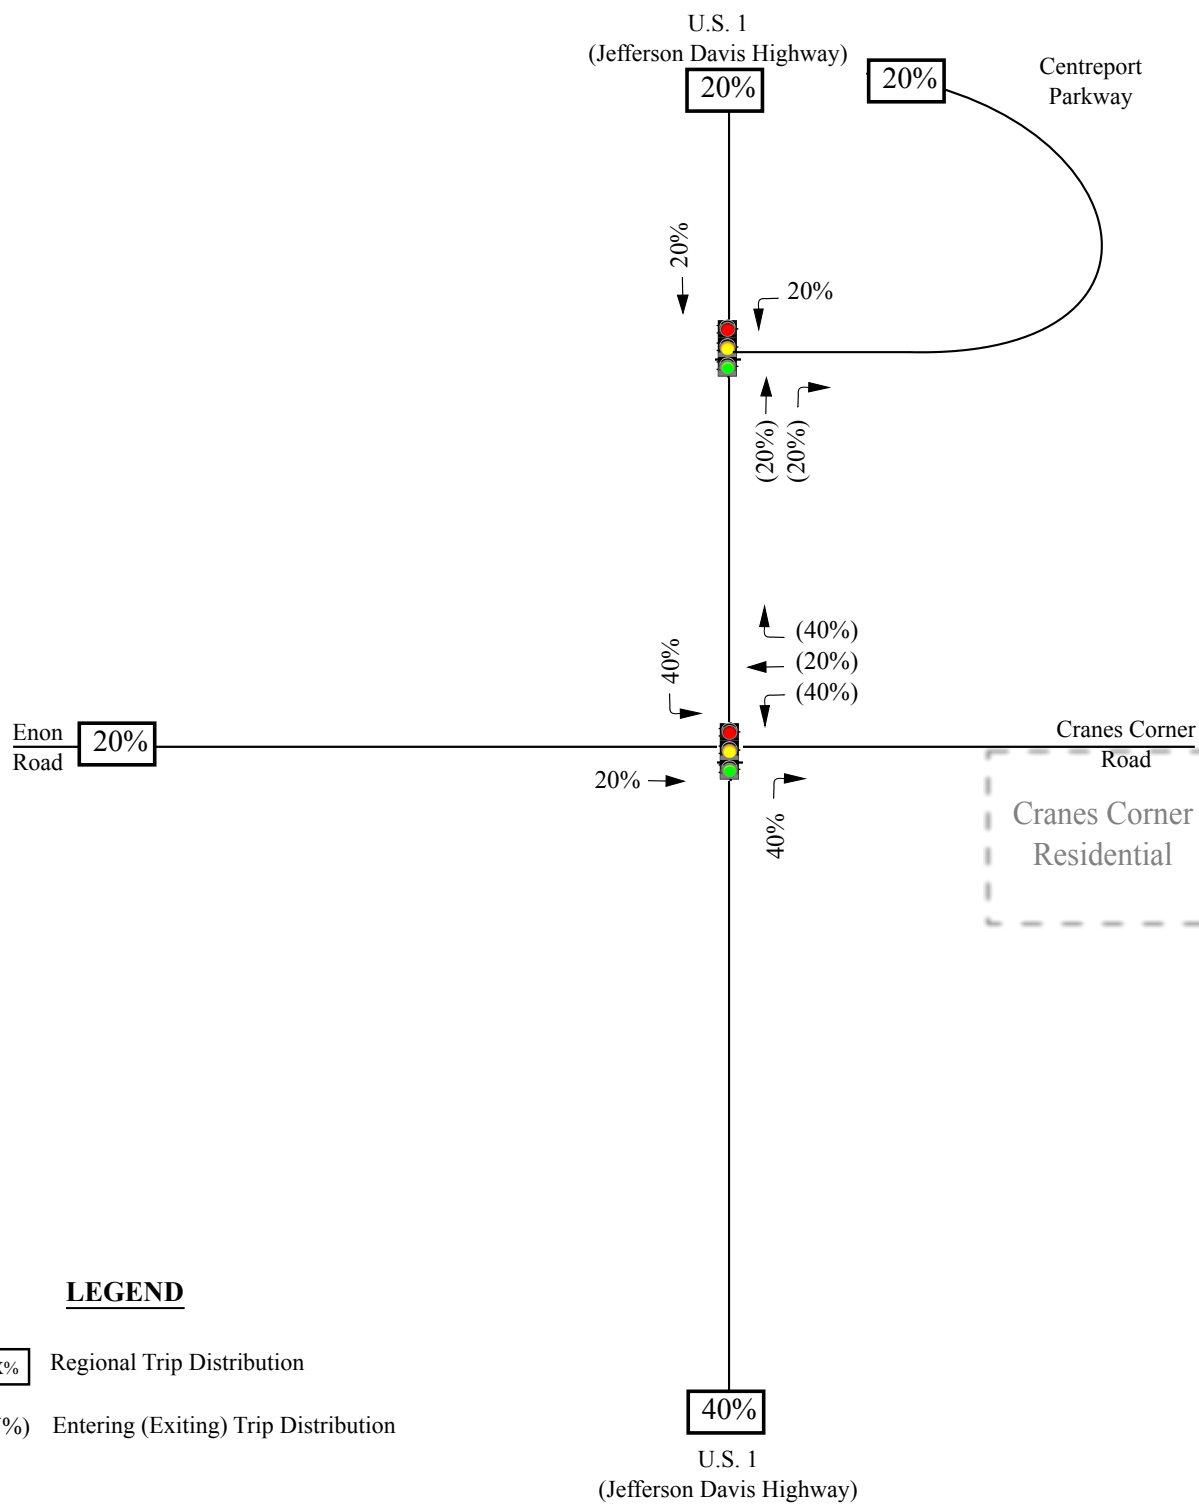 U.S. 1
(Jefferson Davis Highway)
20%
20%
Centreport
Parkway
20%
20%
(20%)
(20%)
40%
(40%)
(20%)
(40%)
Enon
Road
20%
Cranes Corner
Road
20%
40%
Cranes Corner
Residential
LEGEND
% Regional Trip Distribution
%) Entering (Exiting) Trip Distribution
40%
U.S. 1
(Jefferson Davis Highway)